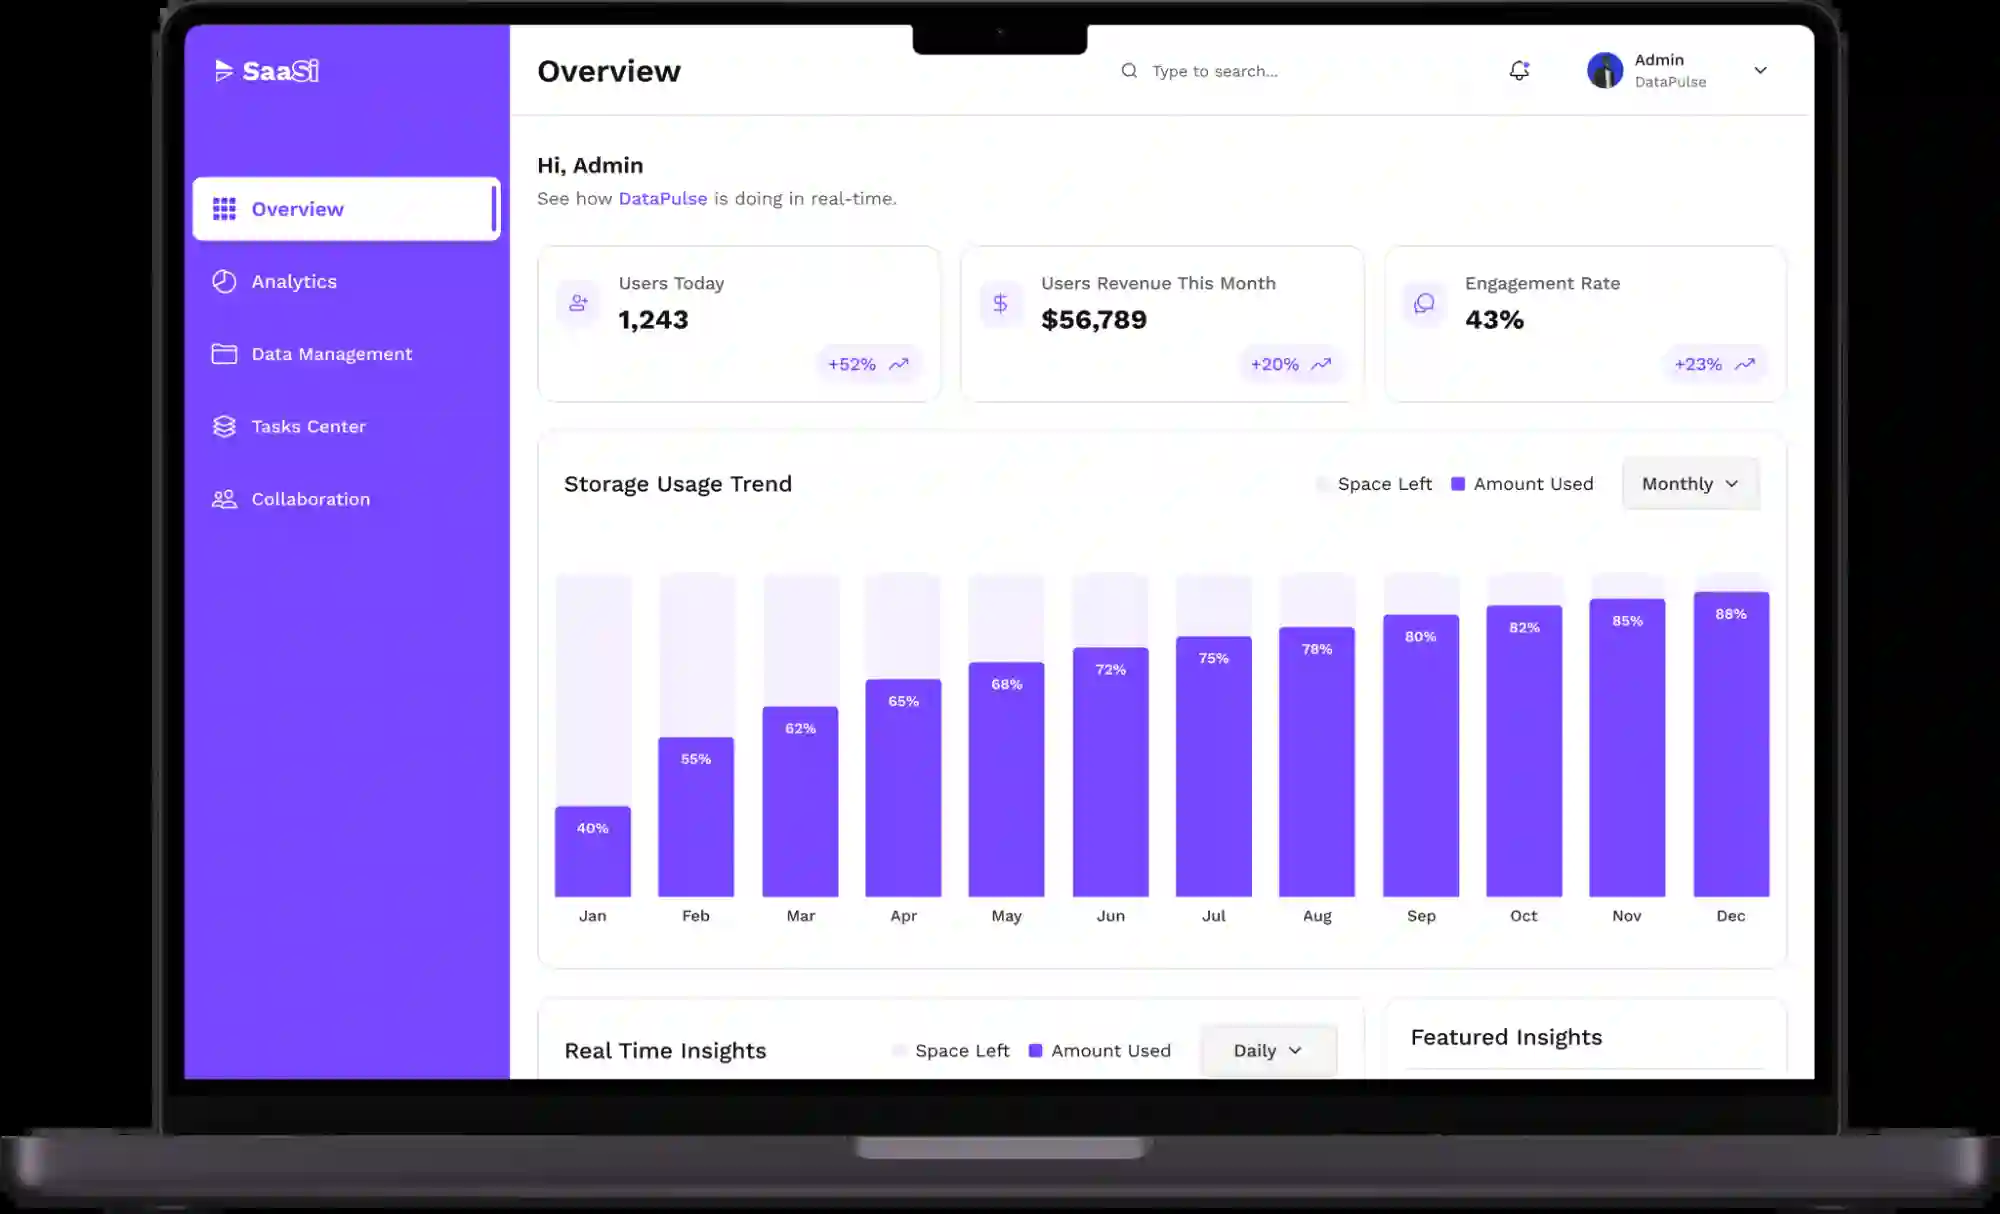 SaaSi
Overview
Type to search...
Admin
DataPulse
Overview
Analytics
Data Management
Tasks Center
Collaboration
Hi, Admin
See how DataPulse is doing in real-time.
Users Today
1,243
+52%
Users Revenue This Month
$56,789
+20%
Engagement Rate
43%
+23%
Storage Usage Trend
Space Left
Amount Used
Monthly
40%
55%
62%
65%
68%
72%
75%
78%
80%
82%
85%
88%
Jan
Feb
Mar
Apr
May
Jun
Jul
Aug
Sep
Oct
Nov
Dec
Real Time Insights
Space Left
Amount Used
Daily
Featured Insights